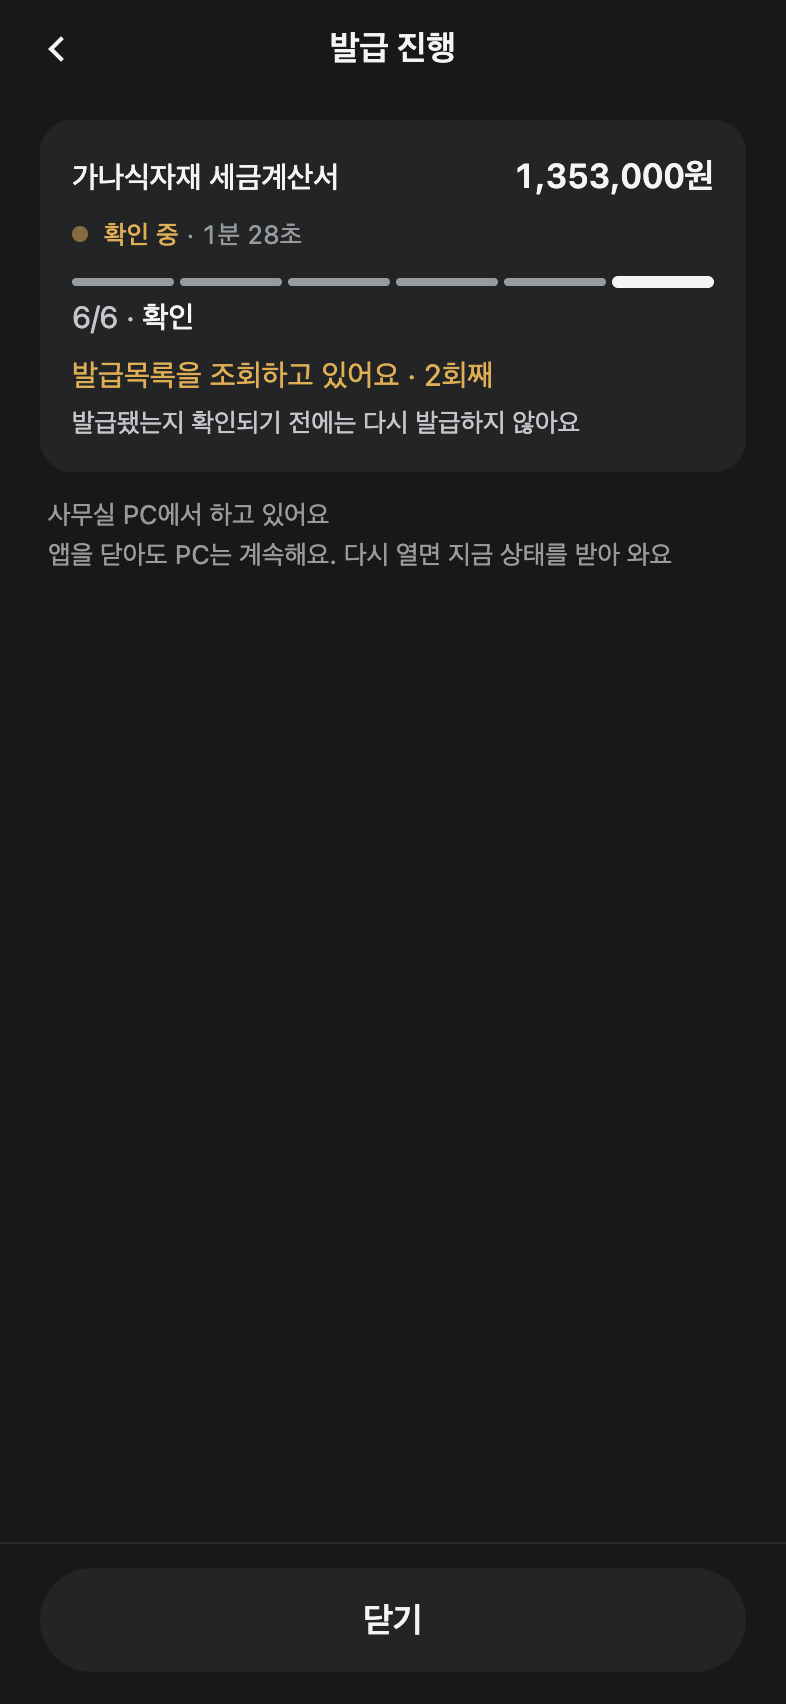 발급 진행
가나식자재 세금계산서 1,353,000원
확인 중 · 1분 28초
6/6 · 확인
발급목록을 조회하고 있어요 · 2회째
발급됐는지 확인되기 전에는 다시 발급하지 않아요
사무실 PC에서 하고 있어요
앱을 닫아도 PC는 계속해요. 다시 열면 지금 상태를 받아 와요
닫기